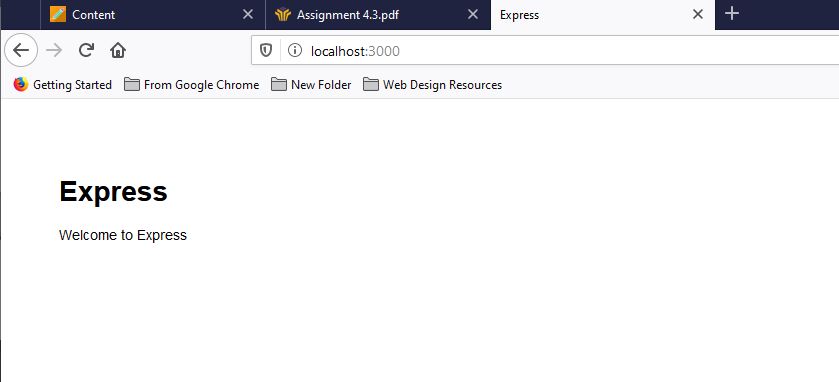 Content
Assignment 4.3.pdf
Express
localhost:3000
Getting Started
From Google Chrome
New Folder
Web Design Resources
Express
Welcome to Express